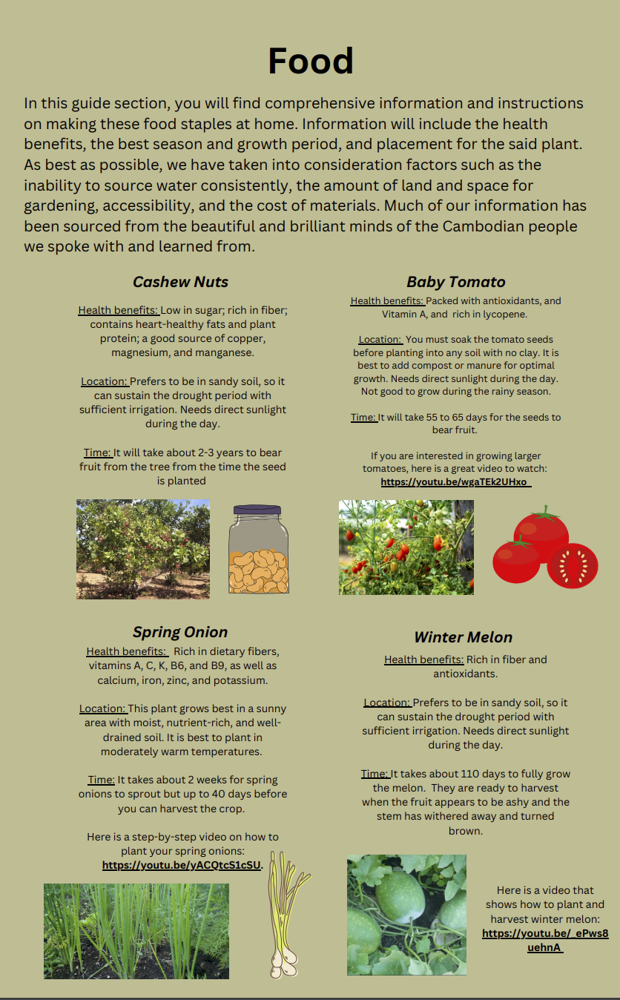 Food
In this guide section, you will find comprehensive information and instructions
on making these food staples at home. Information will include the health
benefits, the best season and growth period, and placement for the said plant.
As best as possible, we have taken into consideration factors such as the
inability to source water consistently, the amount of land and space for
gardening, accessibility, and the cost of materials. Much of our information has
been sourced from the beautiful and brilliant minds of the Cambodian people
we spoke with and learned from.
Cashew Nuts
Health benefits: Low in sugar; rich in fiber;
contains heart-healthy fats and plant
protein; a good source of copper,
magnesium, and manganese.
Location: Prefers to be in sandy soil, so it
can sustain the drought period with
sufficient irrigation. Needs direct sunlight
during the day.
Time: It will take about 2-3 years to bear
fruit from the tree from the time the seed
is planted
Baby Tomato
Health benefits: Packed with antioxidants, and
Vitamin A, and rich in lycopene.
Location: You must soak the tomato seeds
before planting into any soil with no clay. It is
best to add compost or manure for optimal
growth. Needs direct sunlight during the day.
Not good to grow during the rainy season.
Time: It will take 55 to 65 days for the seeds to
bear fruit.
If you are interested in growing larger
tomatoes, here is a great video to watch:
https://youtu.be/wgaTEk2UHxo
Spring Onion
Health benefits: Rich in dietary fibers,
vitamins A, C, K, B6, and B9, as well as
calcium, iron, zinc, and potassium.
Location: This plant grows best in a sunny
area with moist, nutrient-rich, and well-
drained soil. It is best to plant in
moderately warm temperatures.
Time: It takes about 2 weeks for spring
onions to sprout but up to 40 days before
you can harvest the crop.
Here is a step-by-step video on how to
plant your spring onions:
https://youtu.be/yACQtcS1cSU.
Winter Melon
Health benefits: Rich in fiber and
antioxidants.
Location: Prefers to be in sandy soil, so it
can sustain the drought period with
sufficient irrigation. Needs direct sunlight
during the day.
Time: It takes about 110 days to fully grow
the melon. They are ready to harvest
when the fruit appears to be ashy and the
stem has withered away and turned
brown.
Here is a video that
shows how to plant and
harvest winter melon:
https://youtu.be/_ePws8
uehnA